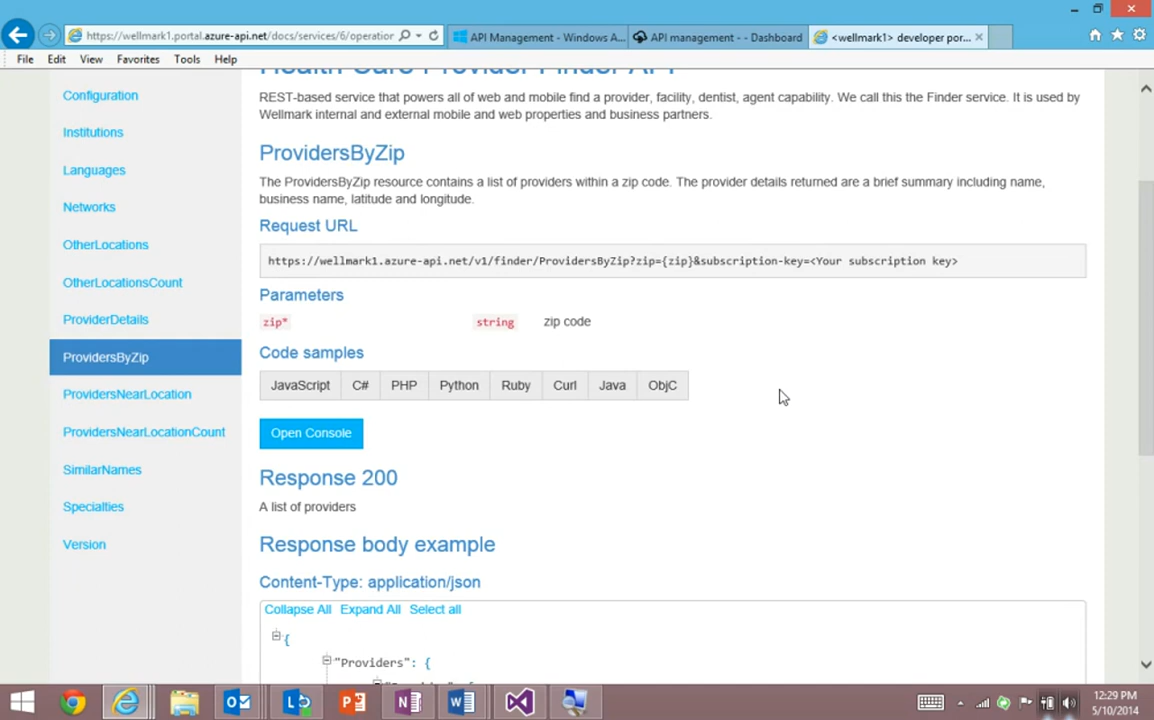 https://wellmark1.portal.azure-api.net/docs/services/6/operation
API Management - Windows A...
API management - - Dashboard
<wellmark1> developer por...
File Edit View Favorites Tools Help
Health Care Provider Finder API
REST-based service that powers all of web and mobile find a provider, facility, dentist, agent capability. We call this the Finder service. It is used by
Wellmark internal and external mobile and web properties and business partners.
Configuration
Institutions
Languages
Networks
OtherLocations
OtherLocationsCount
ProviderDetails
ProvidersByZip
ProvidersNearLocation
ProvidersNearLocationCount
SimilarNames
Specialties
Version
ProvidersByZip
The ProvidersByZip resource contains a list of providers within a zip code. The provider details returned are a brief summary including name,
business name, latitude and longitude.
Request URL
https://wellmark1.azure-api.net/v1/finder/ProvidersByZip?zip={zip}&subscription-key=<Your subscription key>
Parameters
zip* string zip code
Code samples
JavaScript C# PHP Python Ruby Curl Java ObjC
Open Console
Response 200
A list of providers
Response body example
Content-Type: application/json
Collapse All Expand All Select all
{
"Providers": {
12:29 PM
5/10/2014